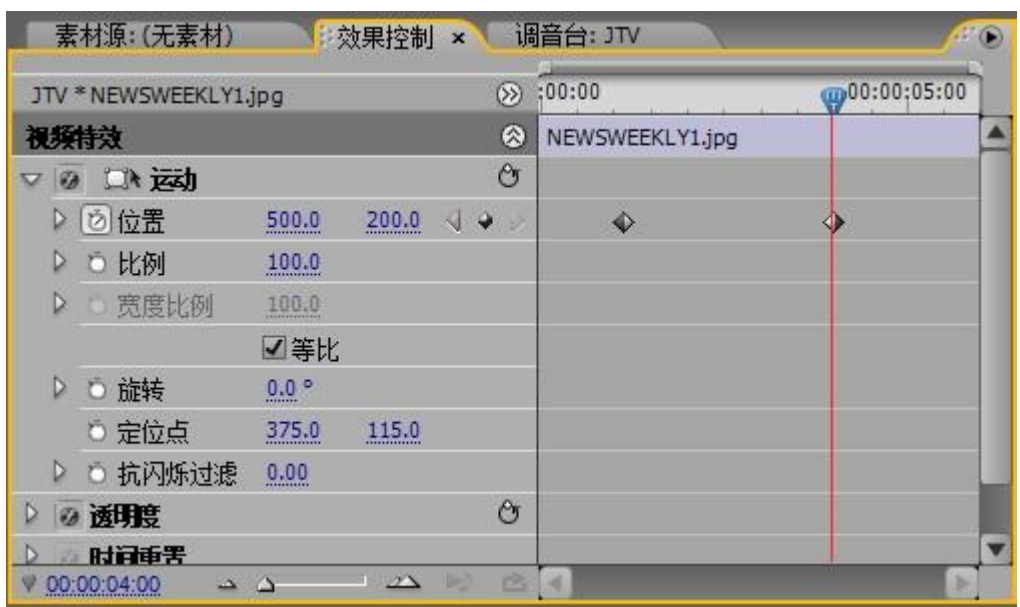 素材源: (无素材) 效果控制 × 调音台: JTV
JTV * NEWSWEEKLY1.jpg :00:00 00:00:05:00
视频特效 NEWSWEEKLY1.jpg
运动
位置 500.0 200.0
比例 100.0
宽度比例 100.0
等比
旋转 0.0 °
定位点 375.0 115.0
抗闪烁过滤 0.00
透明度
时间重置
00:00:04:00